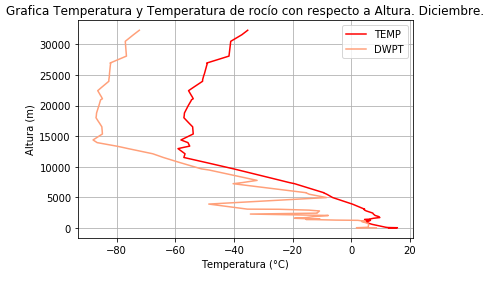 Grafica Temperatura y Temperatura de rocío con respecto a Altura. Diciembre.
TEMP
DWPT
Altura (m)
30000
25000
20000
15000
10000
5000
0
−80
−60
−40
−20
0
20
Temperatura (°C)